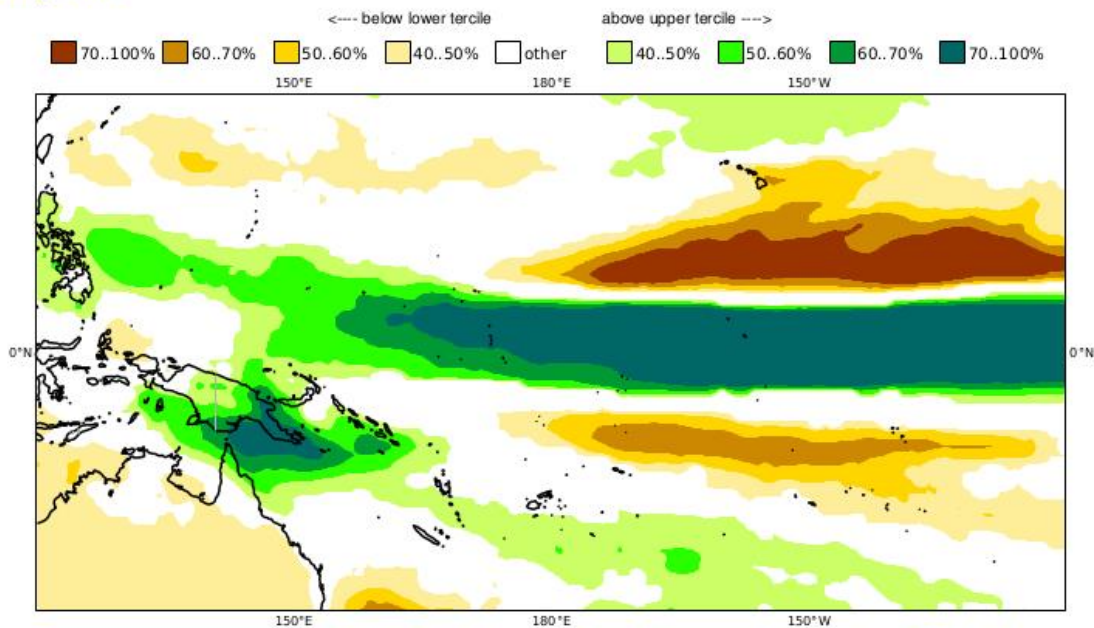 <---- below lower tercile above upper tercile ---->
70..100% 60..70% 50..60% 40..50% other 40..50% 50..60% 60..70% 70..100%
150°E 180°E 150°W
0°N 0°N
150°E 180°E 150°W